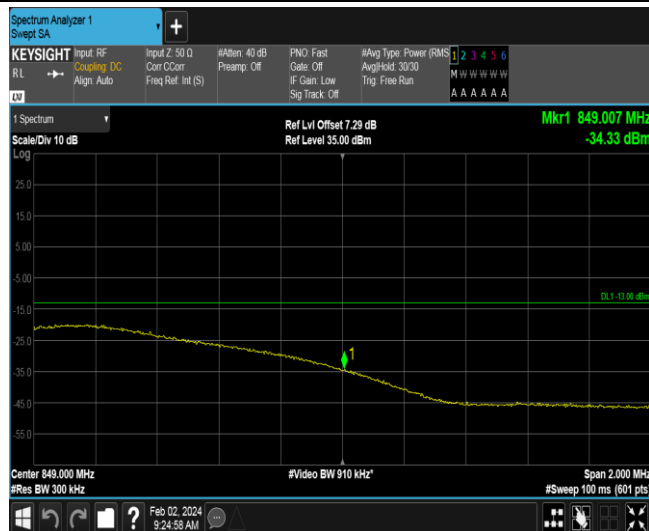 Spectrum Analyzer 1
Swept SA
+
KEYSIGHT
RL
LXI
Input: RF
Coupling: DC
Align: Auto
Input Z: 50 Ω
Corr CCorr
Freq Ref: Int (S)
#Atten: 40 dB
Preamp: Off
PNO: Fast
Gate: Off
IF Gain: Low
Sig Track: Off
#Avg Type: Power (RMS
Avg|Hold: 30/30
Trig: Free Run
1 2 3 4 5 6
M W W W W W
A A A A A A
1 Spectrum
Scale/Div 10 dB
Log
Ref Lvl Offset 7.29 dB
Ref Level 35.00 dBm
Mkr1 849.007 MHz
-34.33 dBm
25.0
15.0
5.00
-5.00
DL1 -13.00 dBm
-15.0
-25.0
1
-35.0
-45.0
-55.0
Center 849.000 MHz
#Res BW 300 kHz
#Video BW 910 kHz*
Span 2.000 MHz
#Sweep 100 ms (601 pts)
?
Feb 02, 2024
9:24:58 AM